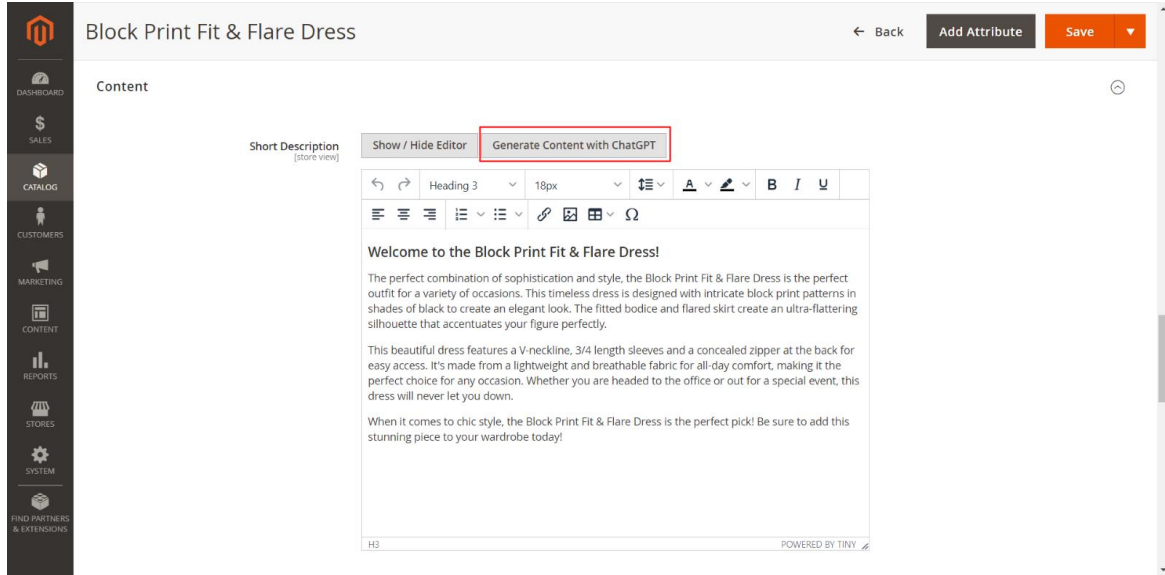 Block Print Fit & Flare Dress
← Back
Add Attribute
Save
DASHBOARD
SALES
CATALOG
CUSTOMERS
MARKETING
CONTENT
REPORTS
STORES
SYSTEM
FIND PARTNERS
& EXTENSIONS
Content
Short Description
[store view]
Show / Hide Editor
Generate Content with ChatGPT
Heading 3
18px
A
B I U
Ω
Welcome to the Block Print Fit & Flare Dress!
The perfect combination of sophistication and style, the Block Print Fit & Flare Dress is the perfect
outfit for a variety of occasions. This timeless dress is designed with intricate block print patterns in
shades of black to create an elegant look. The fitted bodice and flared skirt create an ultra-flattering
silhouette that accentuates your figure perfectly.
This beautiful dress features a V-neckline, 3/4 length sleeves and a concealed zipper at the back for
easy access. It's made from a lightweight and breathable fabric for all-day comfort, making it the
perfect choice for any occasion. Whether you are headed to the office or out for a special event, this
dress will never let you down.
When it comes to chic style, the Block Print Fit & Flare Dress is the perfect pick! Be sure to add this
stunning piece to your wardrobe today!
H3
POWERED BY TINY